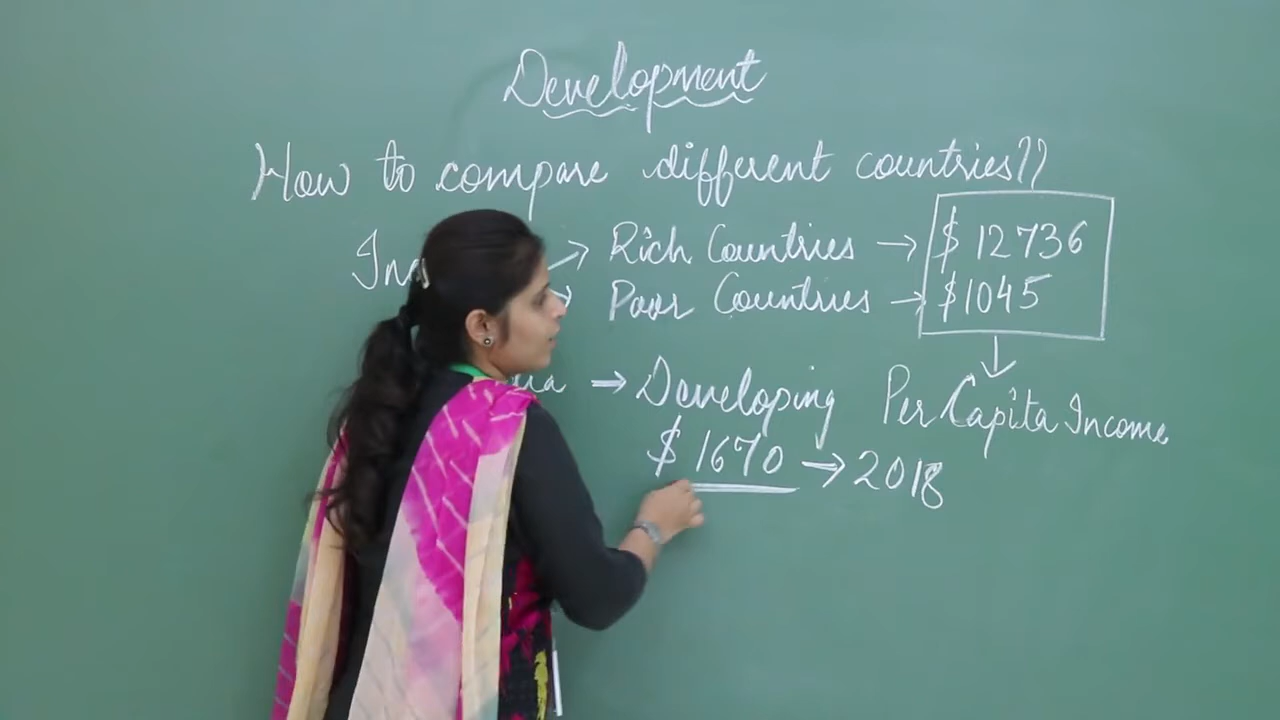 Development
How to compare different countries??
Rich Countries → $ 12736
Poor Countries → $1045
⇒ Developing
Per Capita Income
$ 1670 → 2018